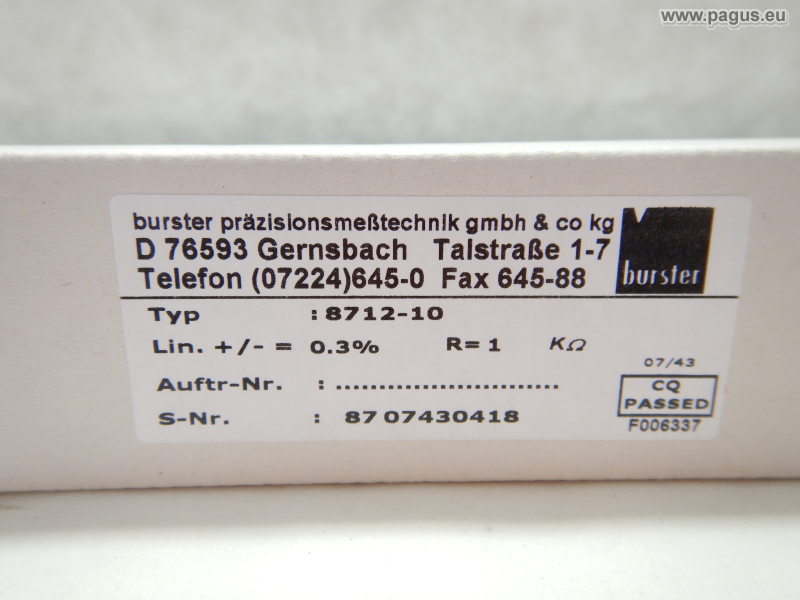 www.pagus.eu
burster präzisionsmeßtechnik gmbh & co kg
D 76593 Gernsbach Talstraße 1-7
Telefon (07224)645-0 Fax 645-88
burster
Typ : 8712-10
Lin. +/- = 0.3% R= 1 KΩ
07/43
Auftr-Nr. : ..........................
CQ
PASSED
S-Nr. : 87 07430418
F006337